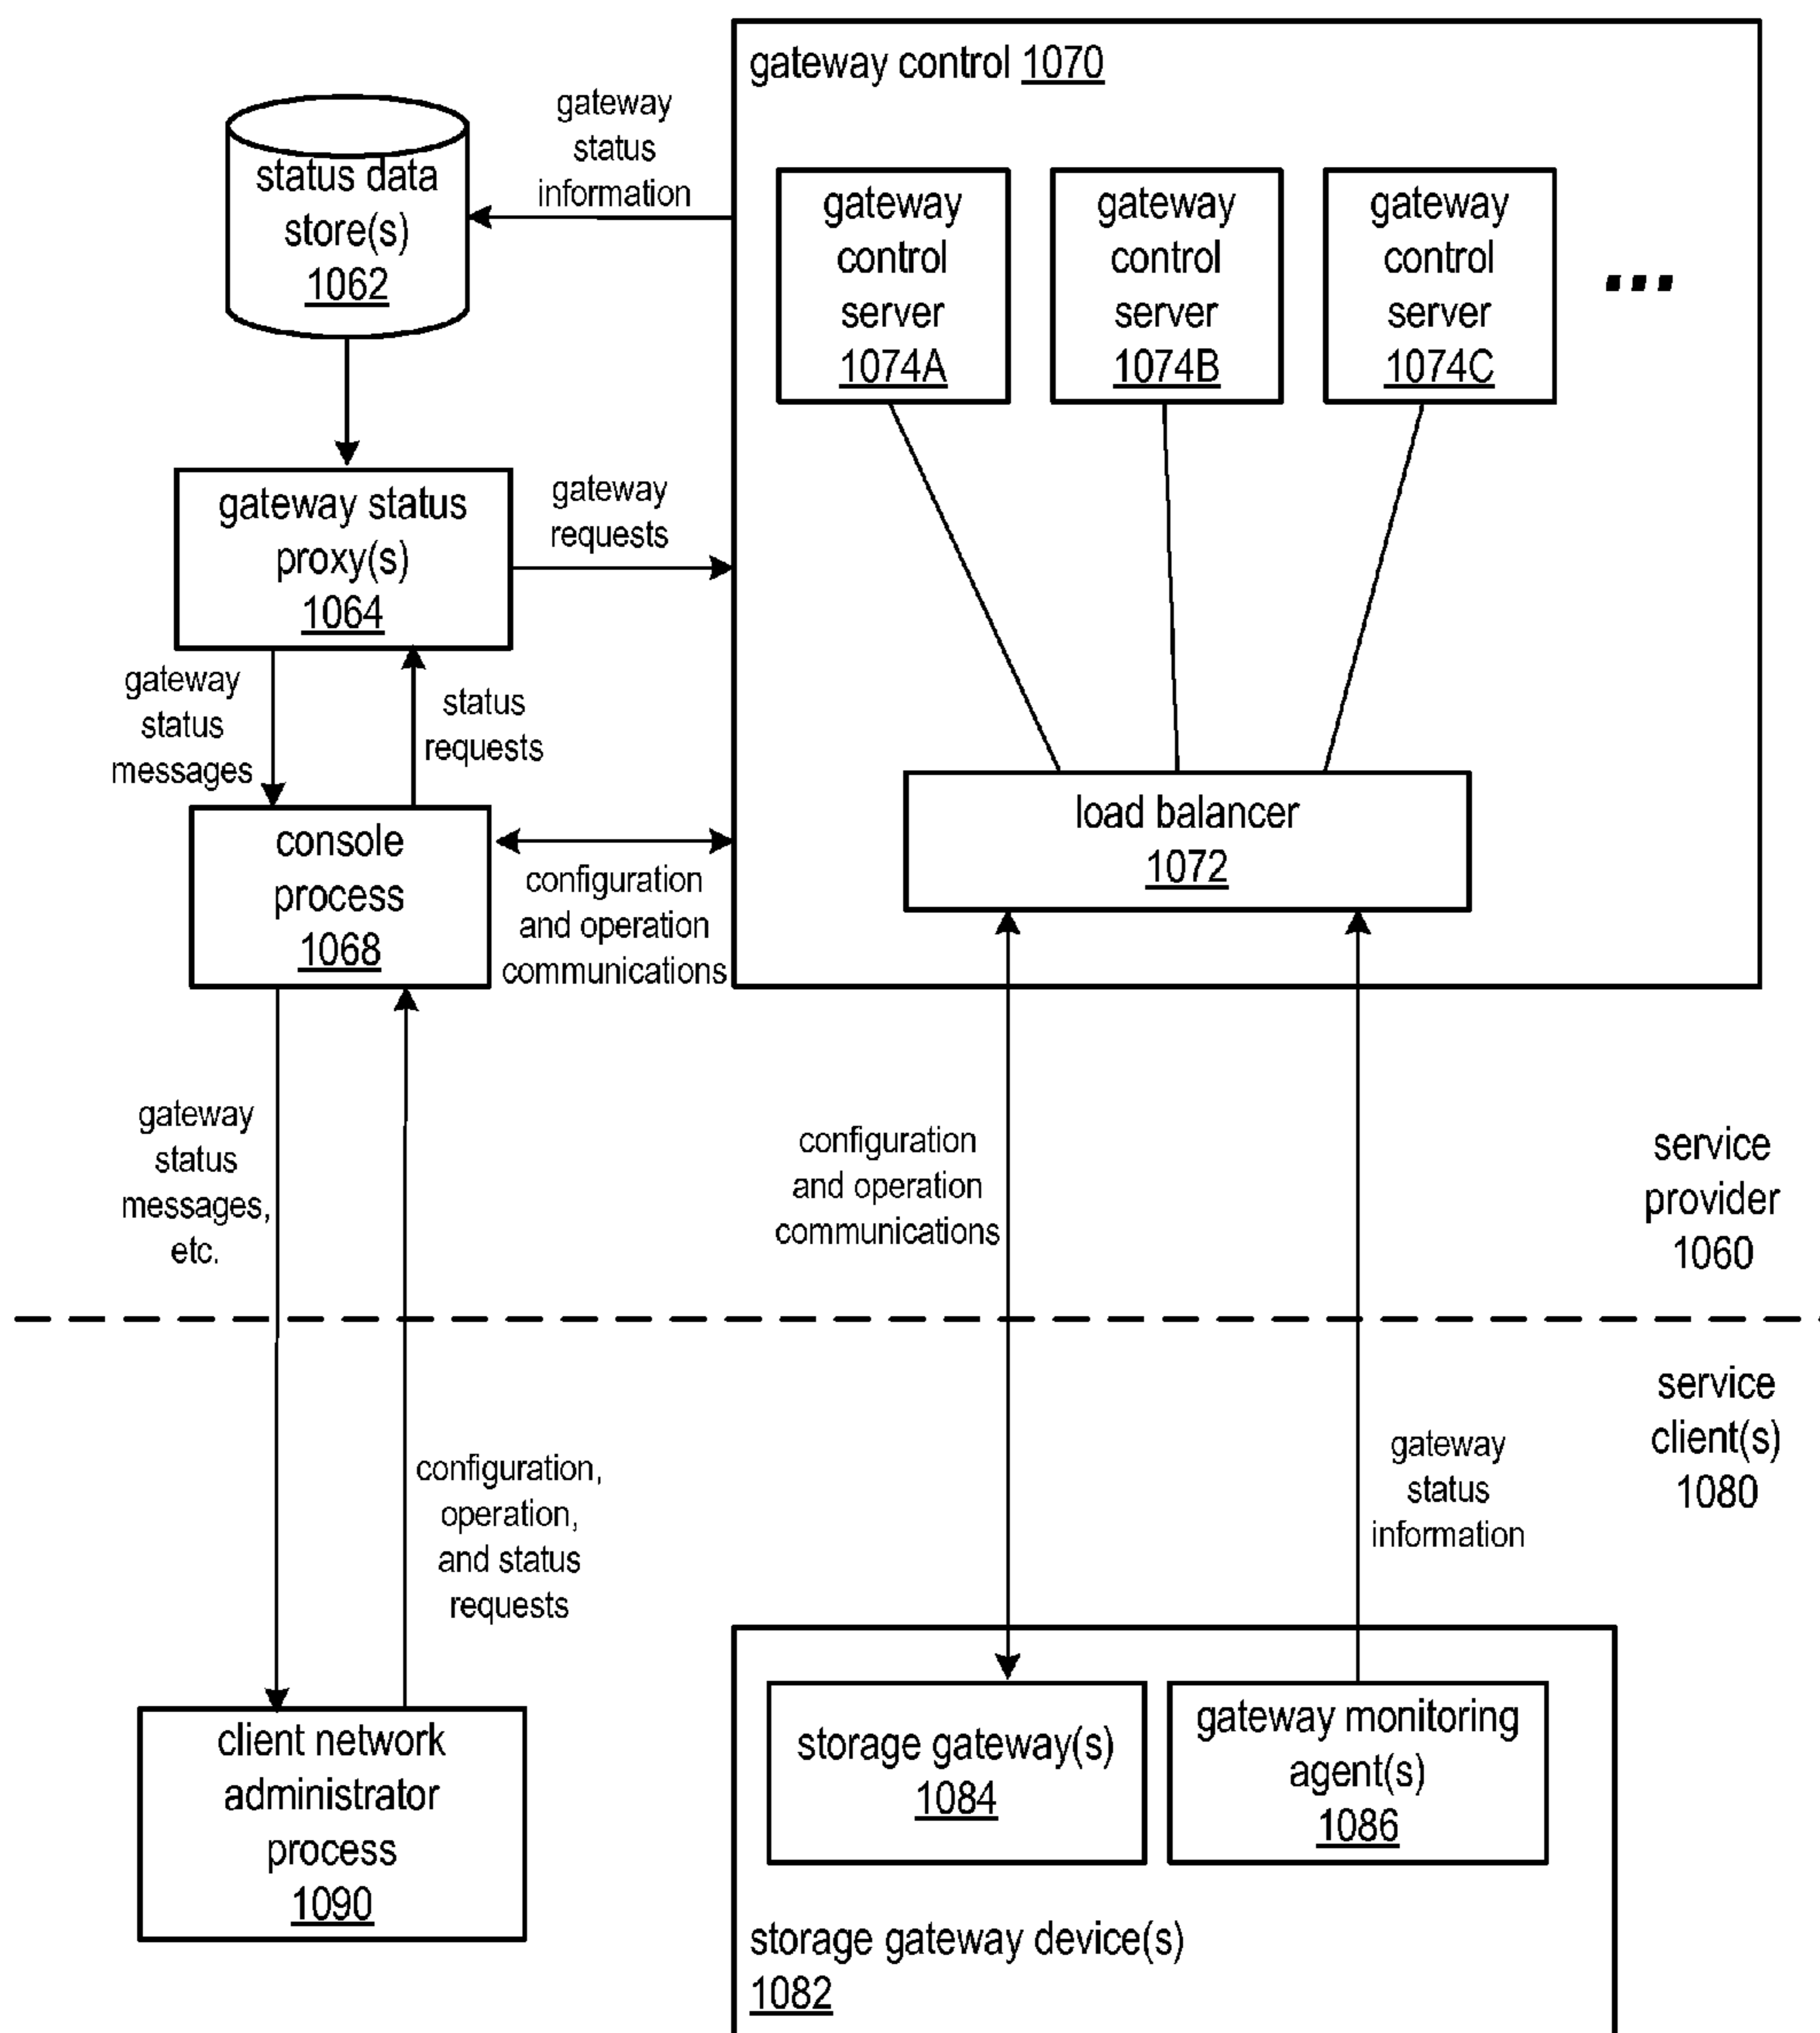 gateway control 1070
gateway
status
information
status data
store(s)
1062
gateway
control
server
1074A
gateway
control
server
1074B
gateway
control
server
1074C
...
gateway status
proxy(s)
1064
gateway
requests
gateway
status
messages
status
requests
console
process
1068
configuration
and operation
communications
load balancer
1072
gateway
status
messages,
etc.
configuration
and operation
communications
service
provider
1060
service
client(s)
1080
configuration,
operation,
and status
requests
gateway
status
information
client network
administrator
process
1090
storage gateway(s)
1084
gateway monitoring
agent(s)
1086
storage gateway device(s)
1082